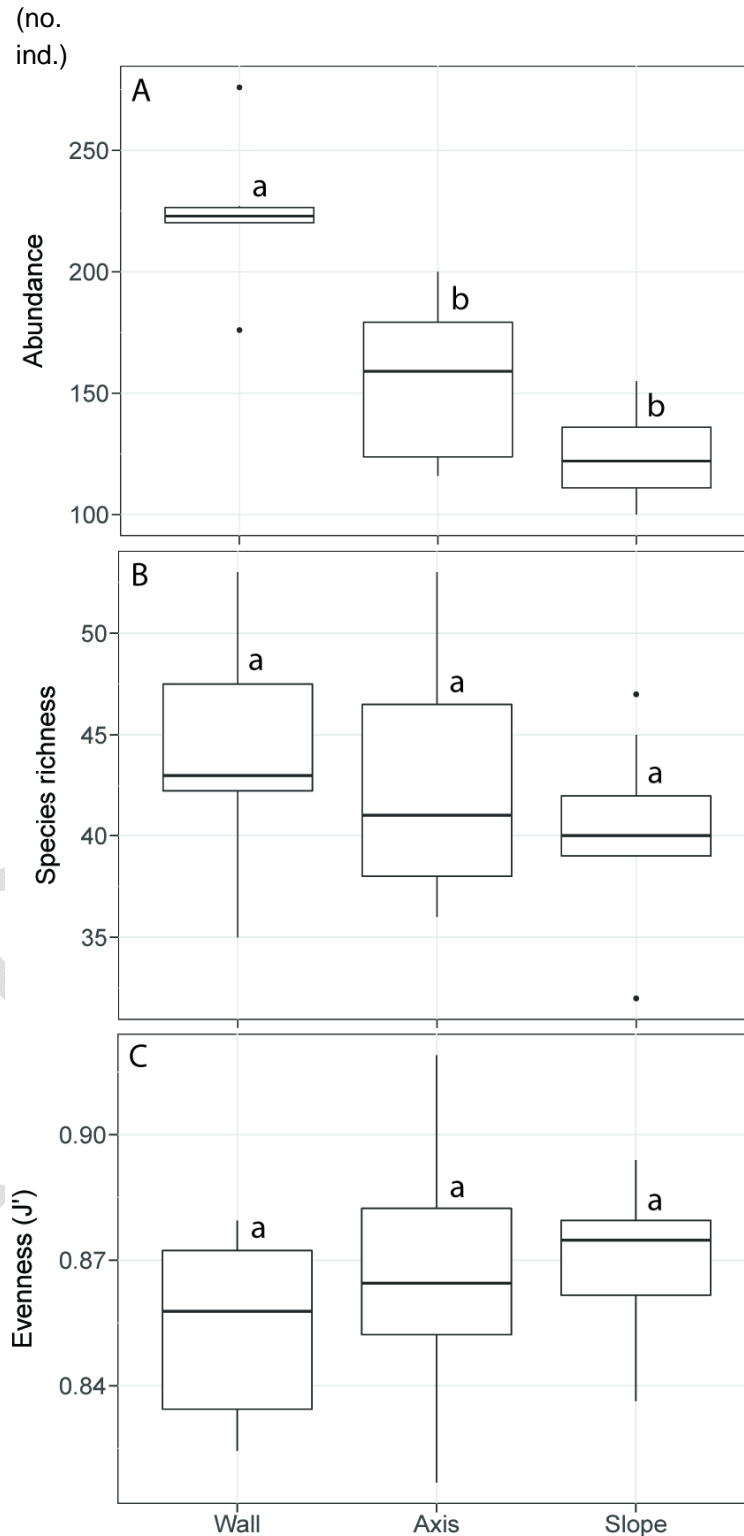 (no.
ind.)
A
250
a
200
b
150
b
100
Abundance
B
50
a
a
45
a
40
35
Species richness
C
0.90
a
a
a
0.87
0.84
Evenness (J')
Wall Axis Slope